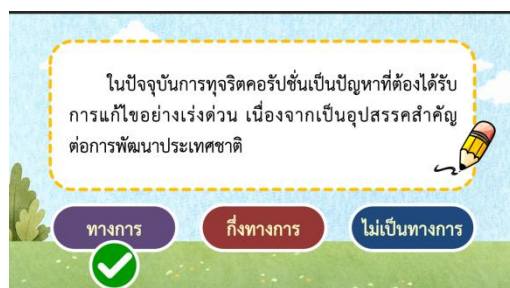 ในปัจจุบันการทุจริตคอรัปชั่นเป็นปัญหาที่ต้องได้รับ
การแก้ไขอย่างเร่งด่วน เนื่องจากเป็นอุปสรรคสำคัญ
ต่อการพัฒนาประเทศชาติ
ทางการ กึ่งทางการ ไม่เป็นทางการ